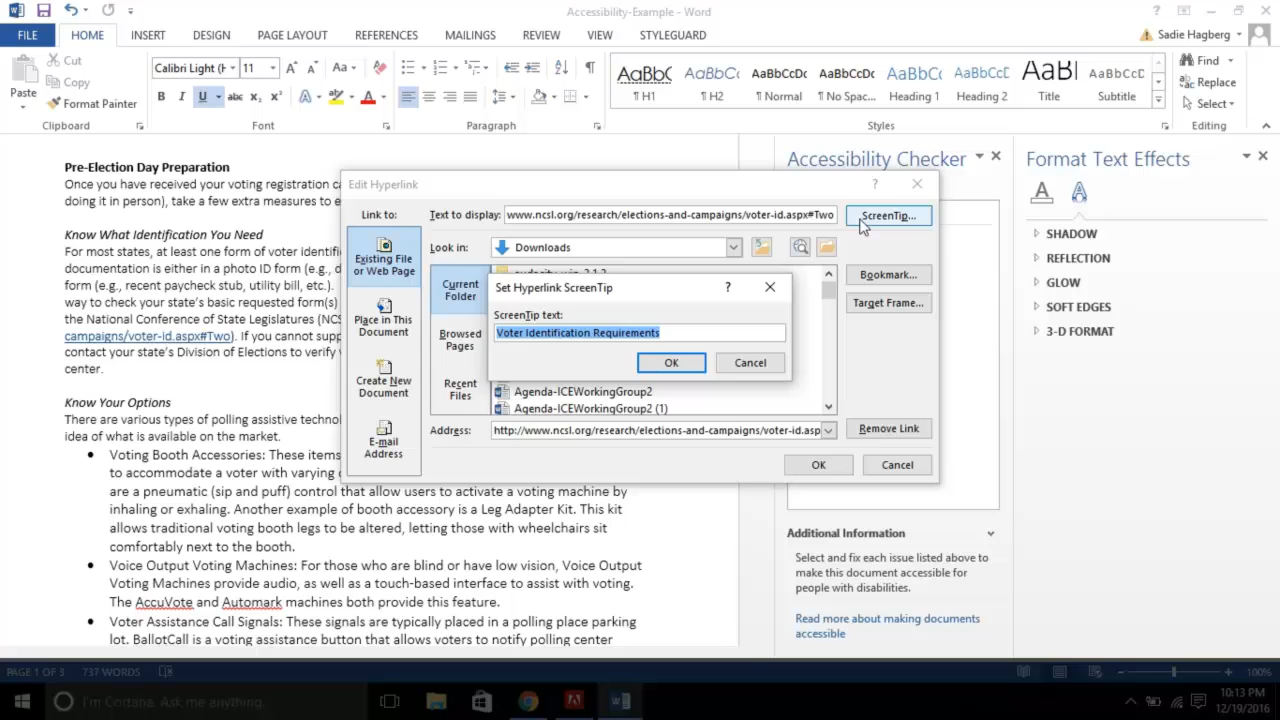 Accessibility-Example - Word
FILE HOME INSERT DESIGN PAGE LAYOUT REFERENCES MAILINGS REVIEW VIEW STYLEGUARD
Sadie Hagberg
Paste
Cut
Copy
Format Painter
Clipboard
Calibri Light (H 11
Font
Paragraph
AaBbC ¶ H1
AaBbCc ¶ H2
AaBbCcDc ¶ Normal
AaBbCcDc ¶ No Spac...
AaBbCc Heading 1
AaBbCcD Heading 2
AaBb Title
AaBbCcD Subtitle
Styles
Find
Replace
Select
Editing
Pre-Election Day Preparation
Once you have received your voting registration
doing it in person), take a few extra measures to
Know What Identification You Need
For most states, at least one form of voter
documentation is either in a photo ID form (e.g.,
form (e.g., recent paycheck stub, utility bill, etc.).
way to check your state's basic requested form(s)
the National Conference of State Legislatures
campaigns/voter-id.aspx#Two). If you cannot
contact your state's Division of Elections to verify
center.
Know Your Options
There are various types of polling assistive
idea of what is available on the market.
● Voting Booth Accessories: These items
to accommodate a voter with varying
are a pneumatic (sip and puff) control that allow users to activate a voting machine by
inhaling or exhaling. Another example of booth accessory is a Leg Adapter Kit. This kit
allows traditional voting booth legs to be altered, letting those with wheelchairs sit
comfortably next to the booth.
● Voice Output Voting Machines: For those who are blind or have low vision, Voice Output
Voting Machines provide audio, as well as a touch-based interface to assist with voting.
The AccuVote and Automark machines both provide this feature.
● Voter Assistance Call Signals: These signals are typically placed in a polling place parking
lot. BallotCall is a voting assistance button that allows voters to notify polling center
Edit Hyperlink
Link to:
Text to display: www.ncsl.org/research/elections-and-campaigns/voter-id.aspx#Two
ScreenTip...
Existing File
or Web Page
Place in This
Document
Create New
Document
E-mail
Address
Look in: Downloads
Bookmark...
Target Frame...
Current
Folder
Browsed
Pages
Recent
Files
Set Hyperlink ScreenTip
ScreenTip text:
Voter Identification Requirements
OK Cancel
Agenda-ICEWorkingGroup2
Agenda-ICEWorkingGroup2 (1)
Address: http://www.ncsl.org/research/elections-and-campaigns/voter-id.asp
Remove Link
OK Cancel
Accessibility Checker
Additional Information
Select and fix each issue listed above to
make this document accessible for
people with disabilities.
Read more about making documents
accessible
Format Text Effects
SHADOW
REFLECTION
GLOW
SOFT EDGES
3-D FORMAT
PAGE 1 OF 3 737 WORDS
100%
I'm Cortana. Ask me anything.
10:13 PM
12/19/2016